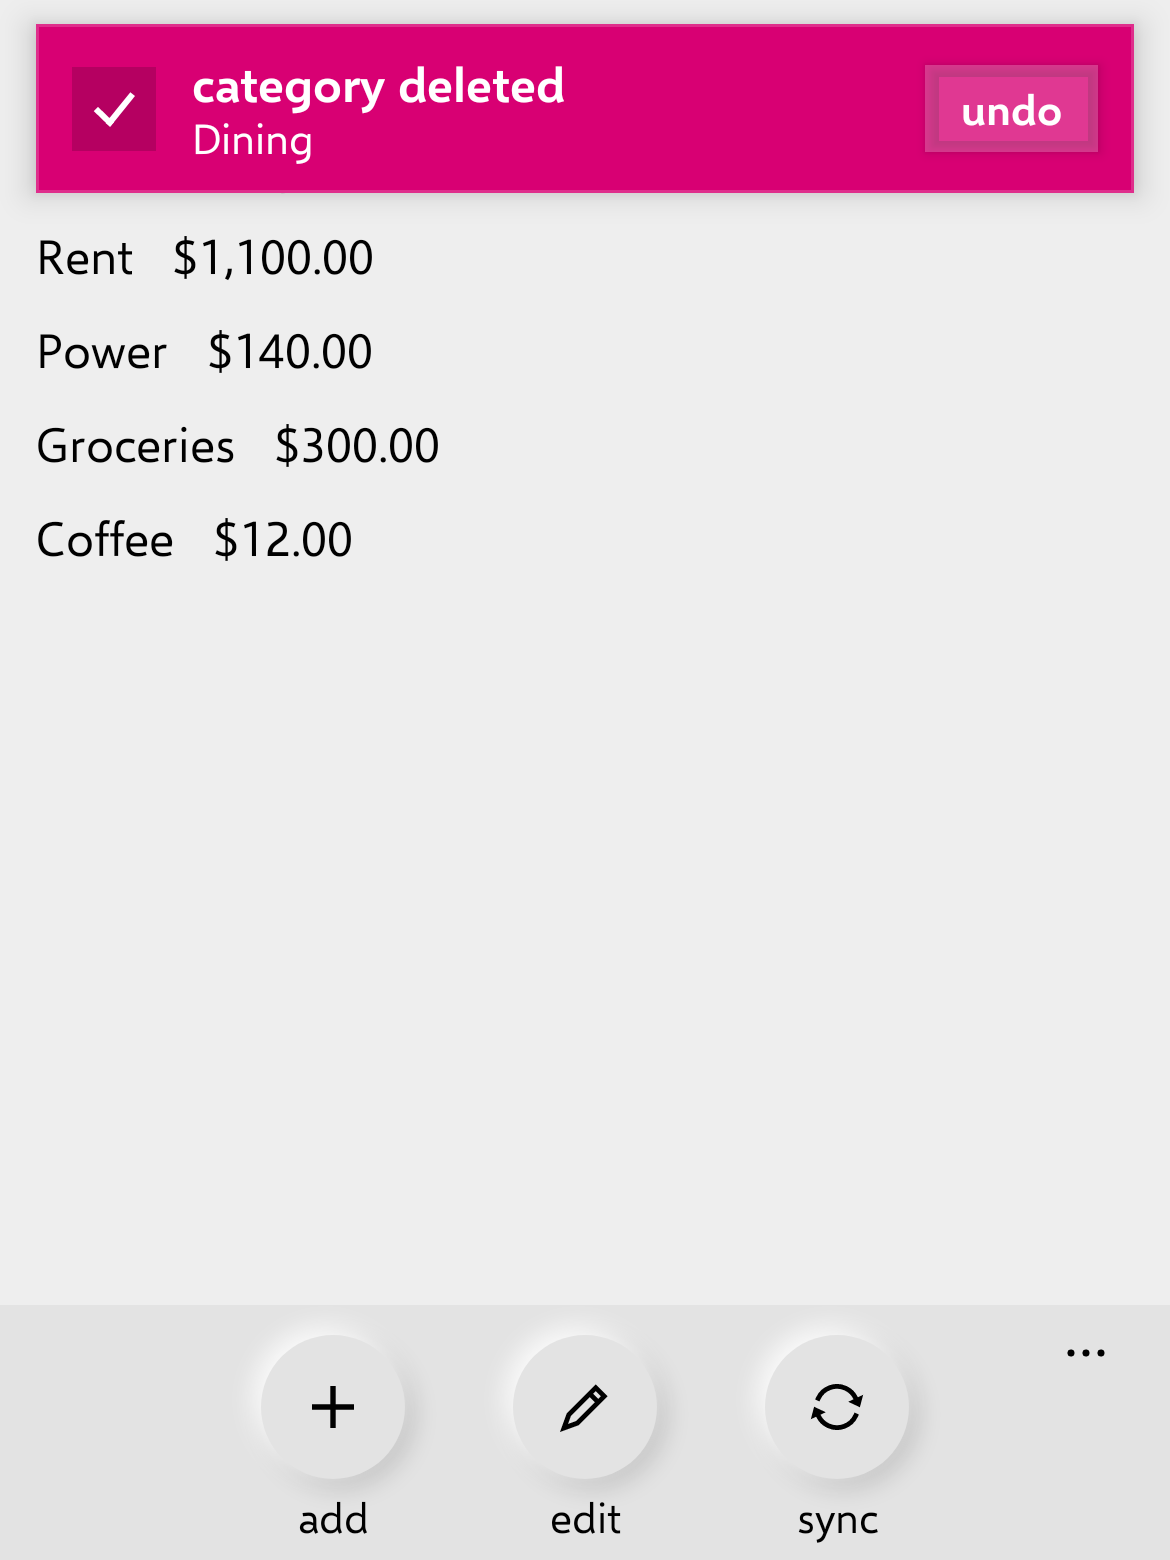 category deleted
Dining
undo
Rent $1,100.00
Power $140.00
Groceries $300.00
Coffee $12.00
...
add
edit
sync